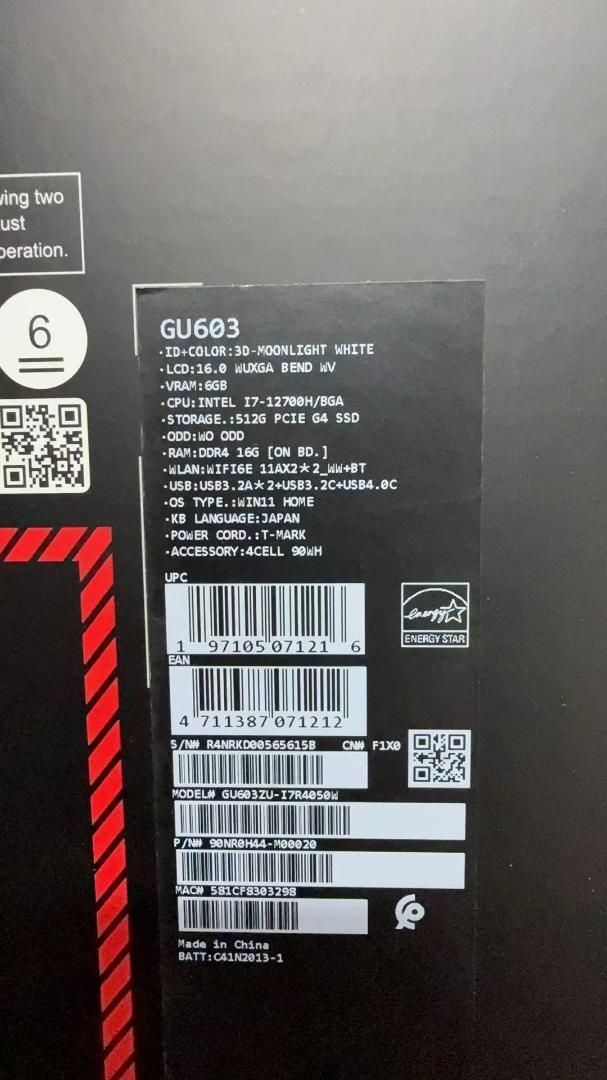 ving two
ust
peration.
6
GU603
·ID+COLOR:3D-MOONLIGHT WHITE
·LCD:16.0 WUXGA BEND WV
·VRAM:6GB
·CPU:INTEL I7-12700H/BGA
·STORAGE.:512G PCIE G4 SSD
·ODD:WO ODD
·RAM:DDR4 16G [ON BD.]
·WLAN:WIFI6E 11AX2*2_WW+BT
·USB:USB3.2A*2+USB3.2C+USB4.0C
·OS TYPE.:WIN11 HOME
·KB LANGUAGE:JAPAN
·POWER CORD.:T-MARK
·ACCESSORY:4CELL 90WH
UPC
1 97105 07121 6
energy
ENERGY STAR
EAN
4 711387 071212
S/N# R4NRKD00565615B CN# F1X0
MODEL# GU603ZU-I7R4050W
P/N# 90NR0H44-M00020
MAC# 581CF8303298
Made in China
BATT:C41N2013-1